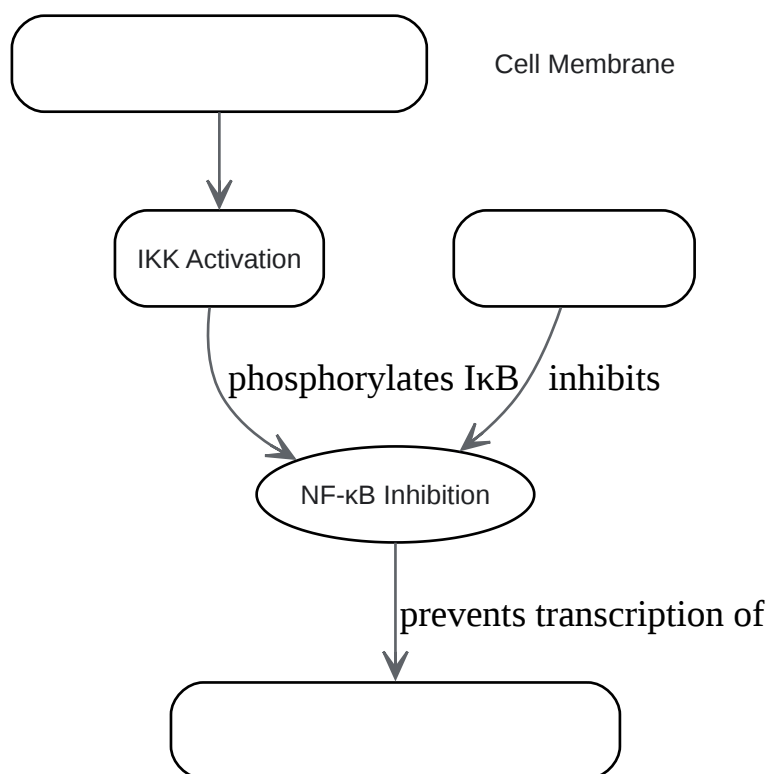 Cell Membrane
IKK Activation
phosphorylates IκB
inhibits
NF-κB Inhibition
prevents transcription of